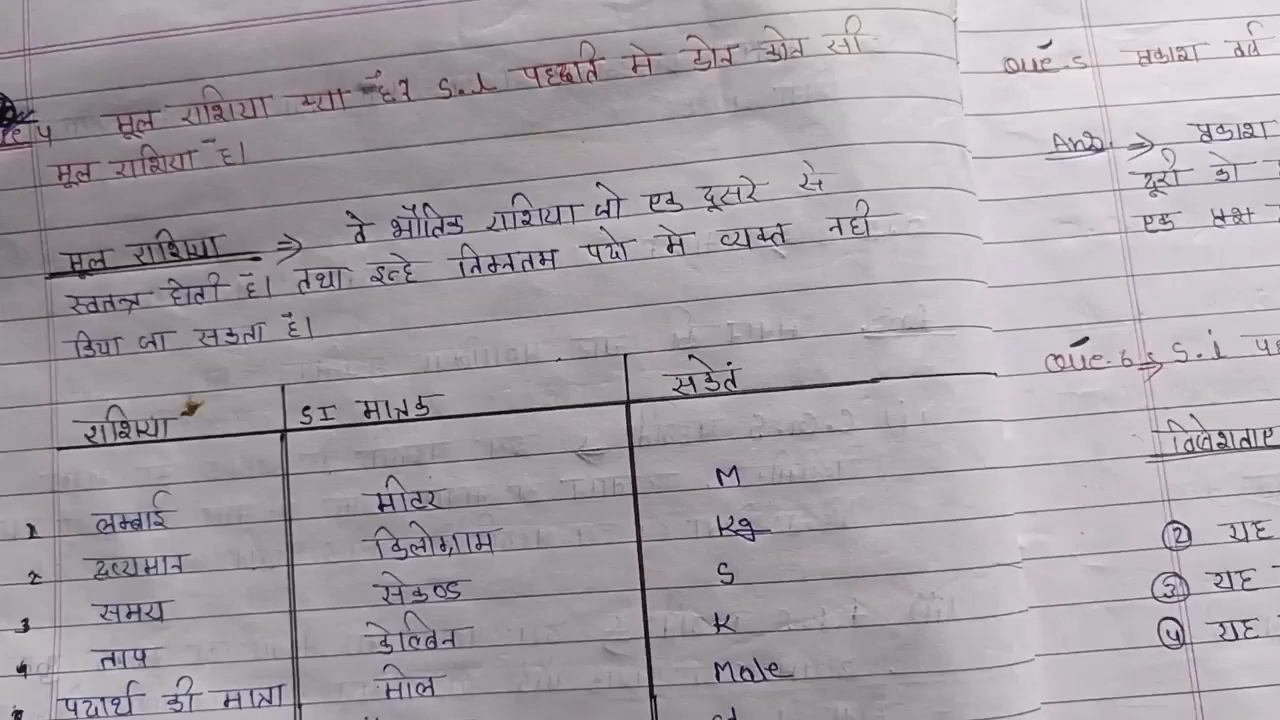 Que 4 मूल राशिया क्या है? S.I पद्धति मे कोन कोन सी
मूल राशिया है।
मूल राशिया ⇒ वे भौतिक राशिया जो एक दूसरे से
स्वतन्त्र होती है। तथा इन्हे निम्नतम पदो मे व्यक्त नही
किया जा सकता है।
राशिया SI मात्रक सकेतं
1 लम्बाई मीटर M
2 द्रव्यमान किलोग्राम Kg
3 समय सेकण्ड S
4 ताप केल्विन K
पदार्थ की मात्रा मोल Mole
Que.5 प्रकाश वर्ष
Ans. ⇒ प्रकाश
दूरी को
एक
Que.6 ⇒ S.I
विशेषताए
② यह
③ यह
④ यह